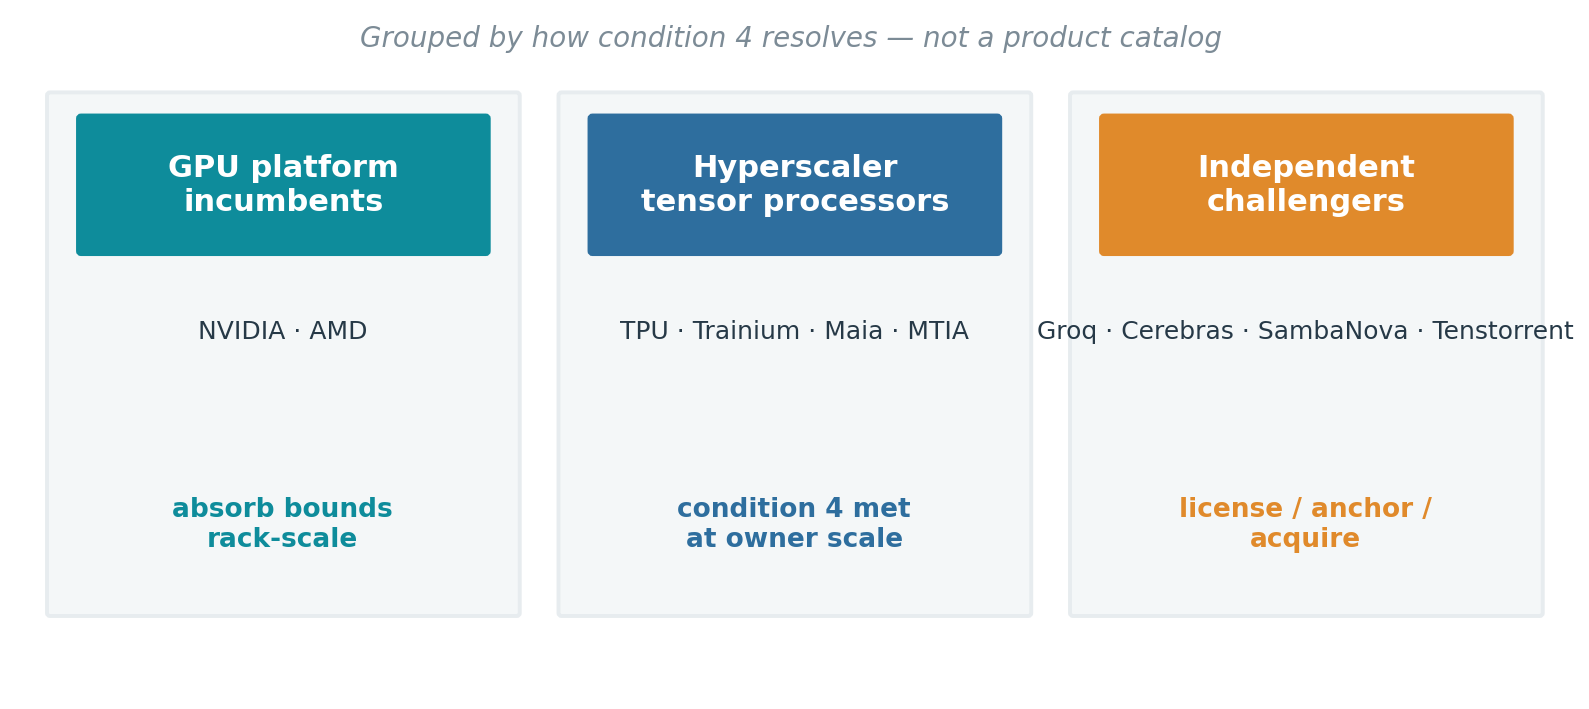 Grouped by how condition 4 resolves — not a product catalog
GPU platform
incumbents
NVIDIA · AMD
absorb bounds
rack-scale
Hyperscaler
tensor processors
TPU · Trainium · Maia · MTIA
condition 4 met
at owner scale
Independent
challengers
Groq · Cerebras · SambaNova · Tenstorrent
license / anchor /
acquire